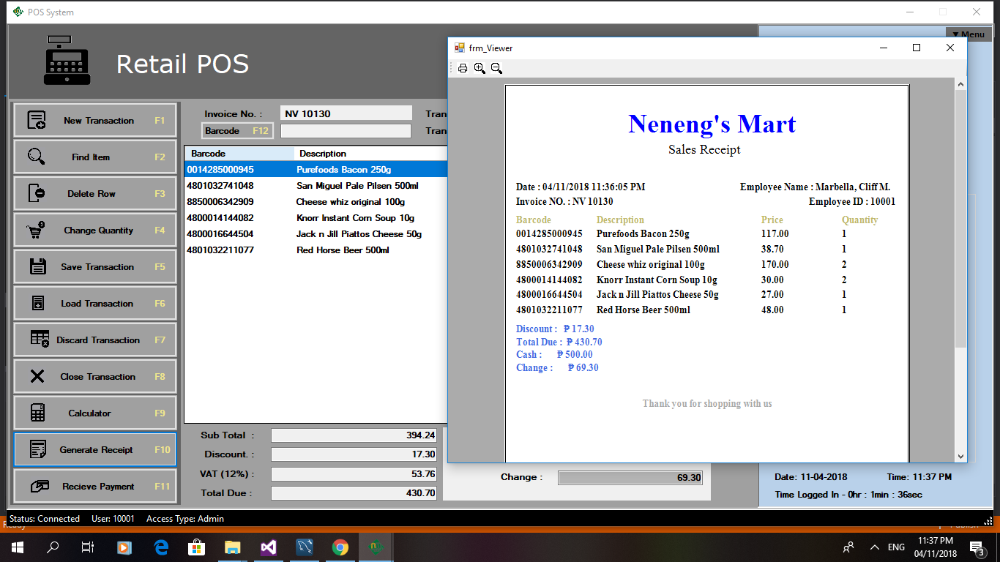 POS System
Retail POS
▼ Menu
New Transaction F1
Find Item F2
Delete Row F3
Change Quantity F4
Save Transaction F5
Load Transaction F6
Discard Transaction F7
Close Transaction F8
Calculator F9
Generate Receipt F10
Recieve Payment F11
Invoice No. : NV 10130 Tran
Barcode F12 Tran
Barcode Description
0014285000945 Purefoods Bacon 250g
4801032741048 San Miguel Pale Pilsen 500ml
8850006342909 Cheese whiz original 100g
4800014144082 Knorr Instant Corn Soup 10g
4800016644504 Jack n Jill Piattos Cheese 50g
4801032211077 Red Horse Beer 500ml
Sub Total : 394.24
Discount. : 17.30
VAT (12%) : 53.76
Total Due : 430.70
frm_Viewer
Neneng's Mart
Sales Receipt
Date : 04/11/2018 11:36:05 PM Employee Name : Marbella, Cliff M.
Invoice NO. : NV 10130 Employee ID : 10001
Barcode Description Price Quantity
0014285000945 Purefoods Bacon 250g 117.00 1
4801032741048 San Miguel Pale Pilsen 500ml 38.70 1
8850006342909 Cheese whiz original 100g 170.00 2
4800014144082 Knorr Instant Corn Soup 10g 30.00 2
4800016644504 Jack n Jill Piattos Cheese 50g 27.00 1
4801032211077 Red Horse Beer 500ml 48.00 1
Discount : ₱ 17.30
Total Due : ₱ 430.70
Cash : ₱ 500.00
Change : ₱ 69.30
Thank you for shopping with us
Change : 69.30
Date: 11-04-2018 Time: 11:37 PM
Time Logged In - 0hr : 1min : 36sec
Status: Connected User: 10001 Access Type: Admin
ENG
11:37 PM
04/11/2018
3